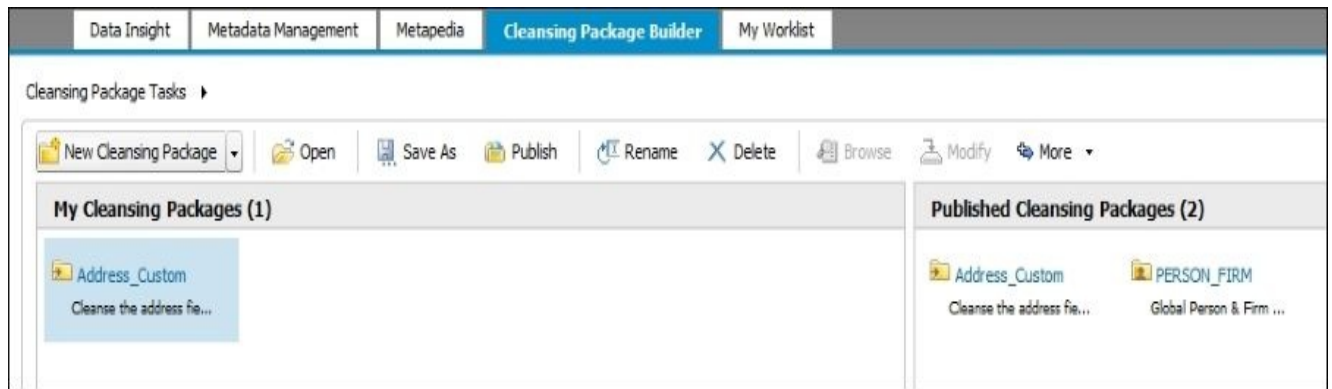 Data Insight Metadata Management Metapedia Cleansing Package Builder My Worklist
Cleansing Package Tasks
New Cleansing Package Open Save As Publish Rename Delete Browse Modify More
My Cleansing Packages (1) Published Cleansing Packages (2)
Address_Custom Address_Custom PERSON_FIRM
Cleanse the address fie... Cleanse the address fie... Global Person & Firm ...